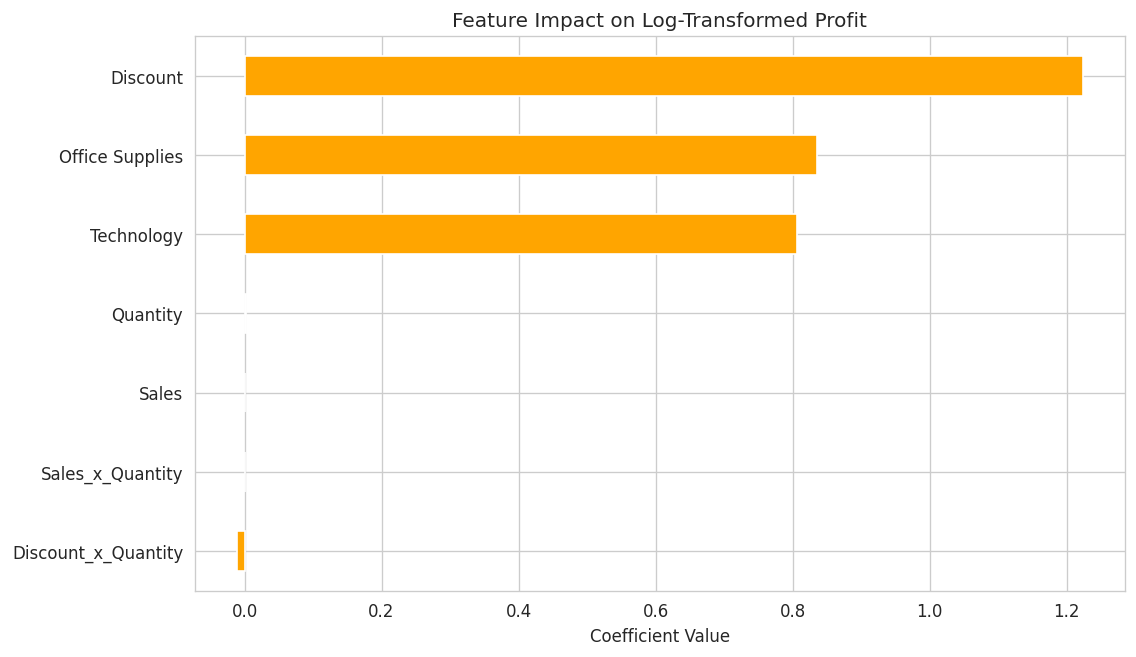 Feature Impact on Log-Transformed Profit
Discount
Office Supplies
Technology
Quantity
Sales
Sales_x_Quantity
Discount_x_Quantity
0.0 0.2 0.4 0.6 0.8 1.0 1.2
Coefficient Value